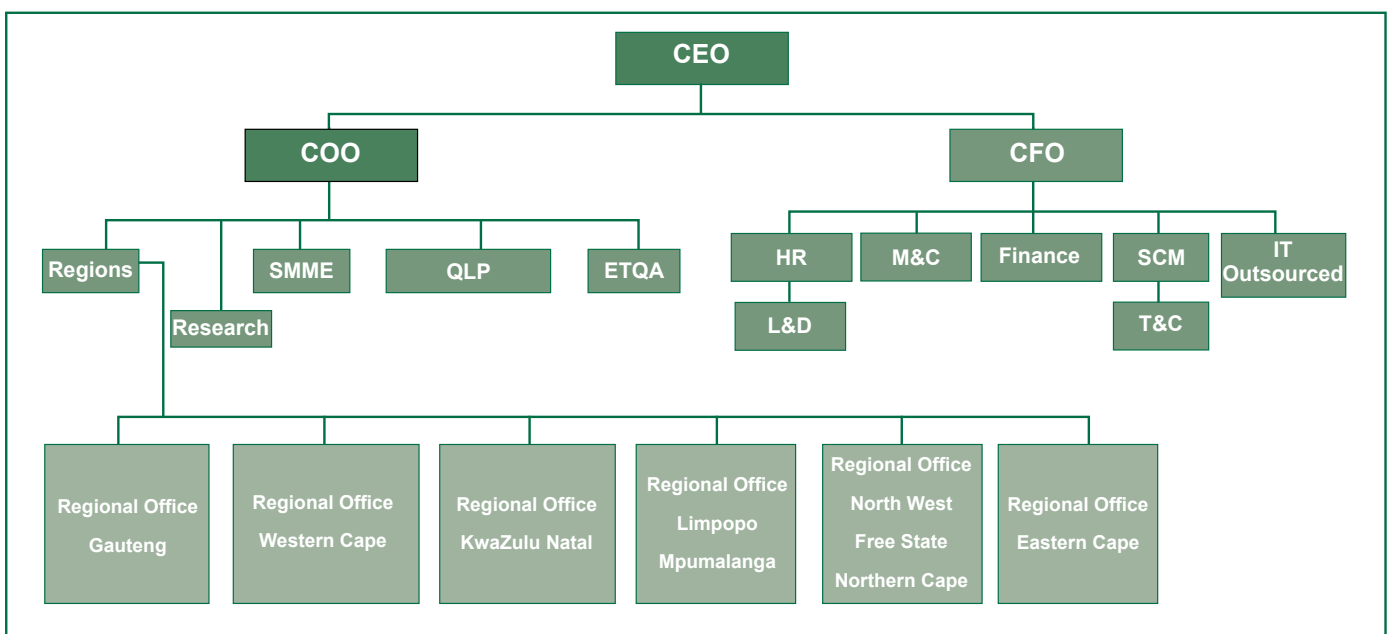 CEO
COO
CFO
Regions
Research
SMME
QLP
ETQA
HR
L&D
M&C
Finance
SCM
T&C
IT
Outsourced
Regional Office
Gauteng
Regional Office
Western Cape
Regional Office
KwaZulu Natal
Regional Office
Limpopo
Mpumalanga
Regional Office
North West
Free State
Northern Cape
Regional Office
Eastern Cape